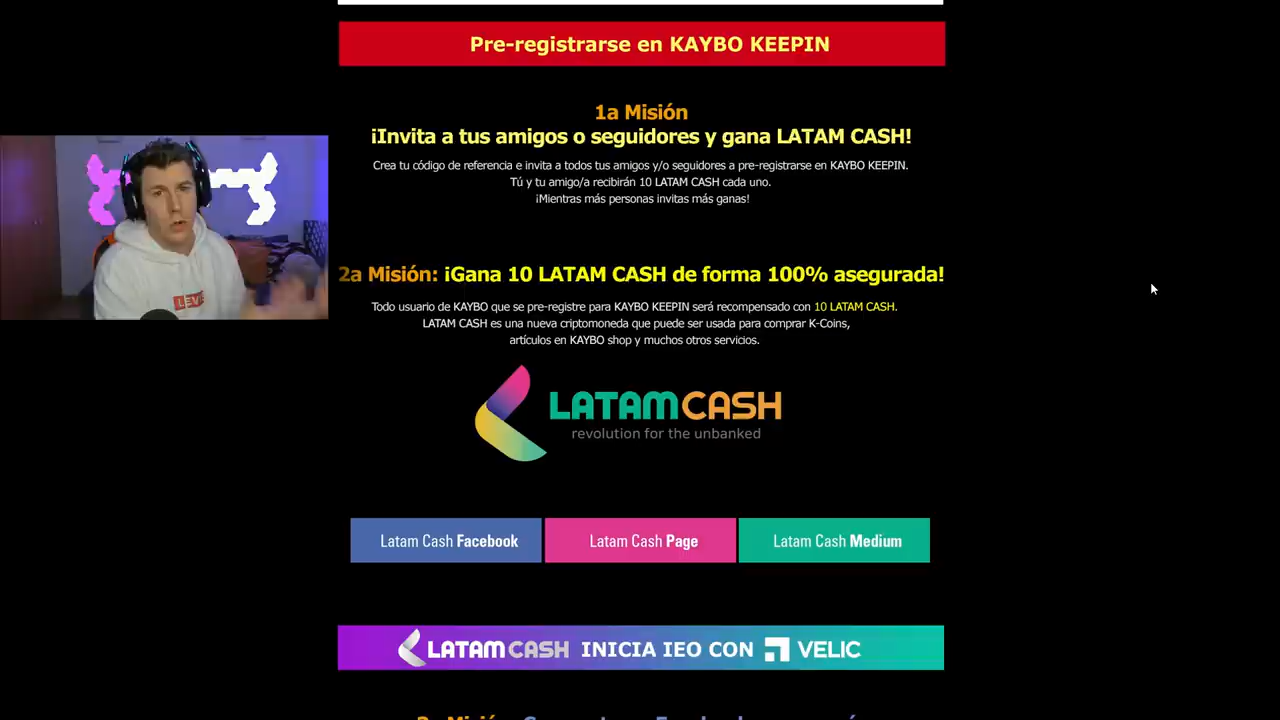 Pre-registrarse en KAYBO KEEPIN
1a Misión
¡Invita a tus amigos o seguidores y gana LATAM CASH!
Crea tu código de referencia e invita a todos tus amigos y/o seguidores a pre-registrarse en KAYBO KEEPIN.
Tú y tu amigo/a recibirán 10 LATAM CASH cada uno.
¡Mientras más personas invitas más ganas!
2a Misión: ¡Gana 10 LATAM CASH de forma 100% asegurada!
Todo usuario de KAYBO que se pre-registre para KAYBO KEEPIN será recompensado con 10 LATAM CASH.
LATAM CASH es una nueva criptomoneda que puede ser usada para comprar K-Coins,
artículos en KAYBO shop y muchos otros servicios.
LATAMCASH
revolution for the unbanked
Latam Cash Facebook
Latam Cash Page
Latam Cash Medium
LATAMCASH INICIA IEO CON VELIC